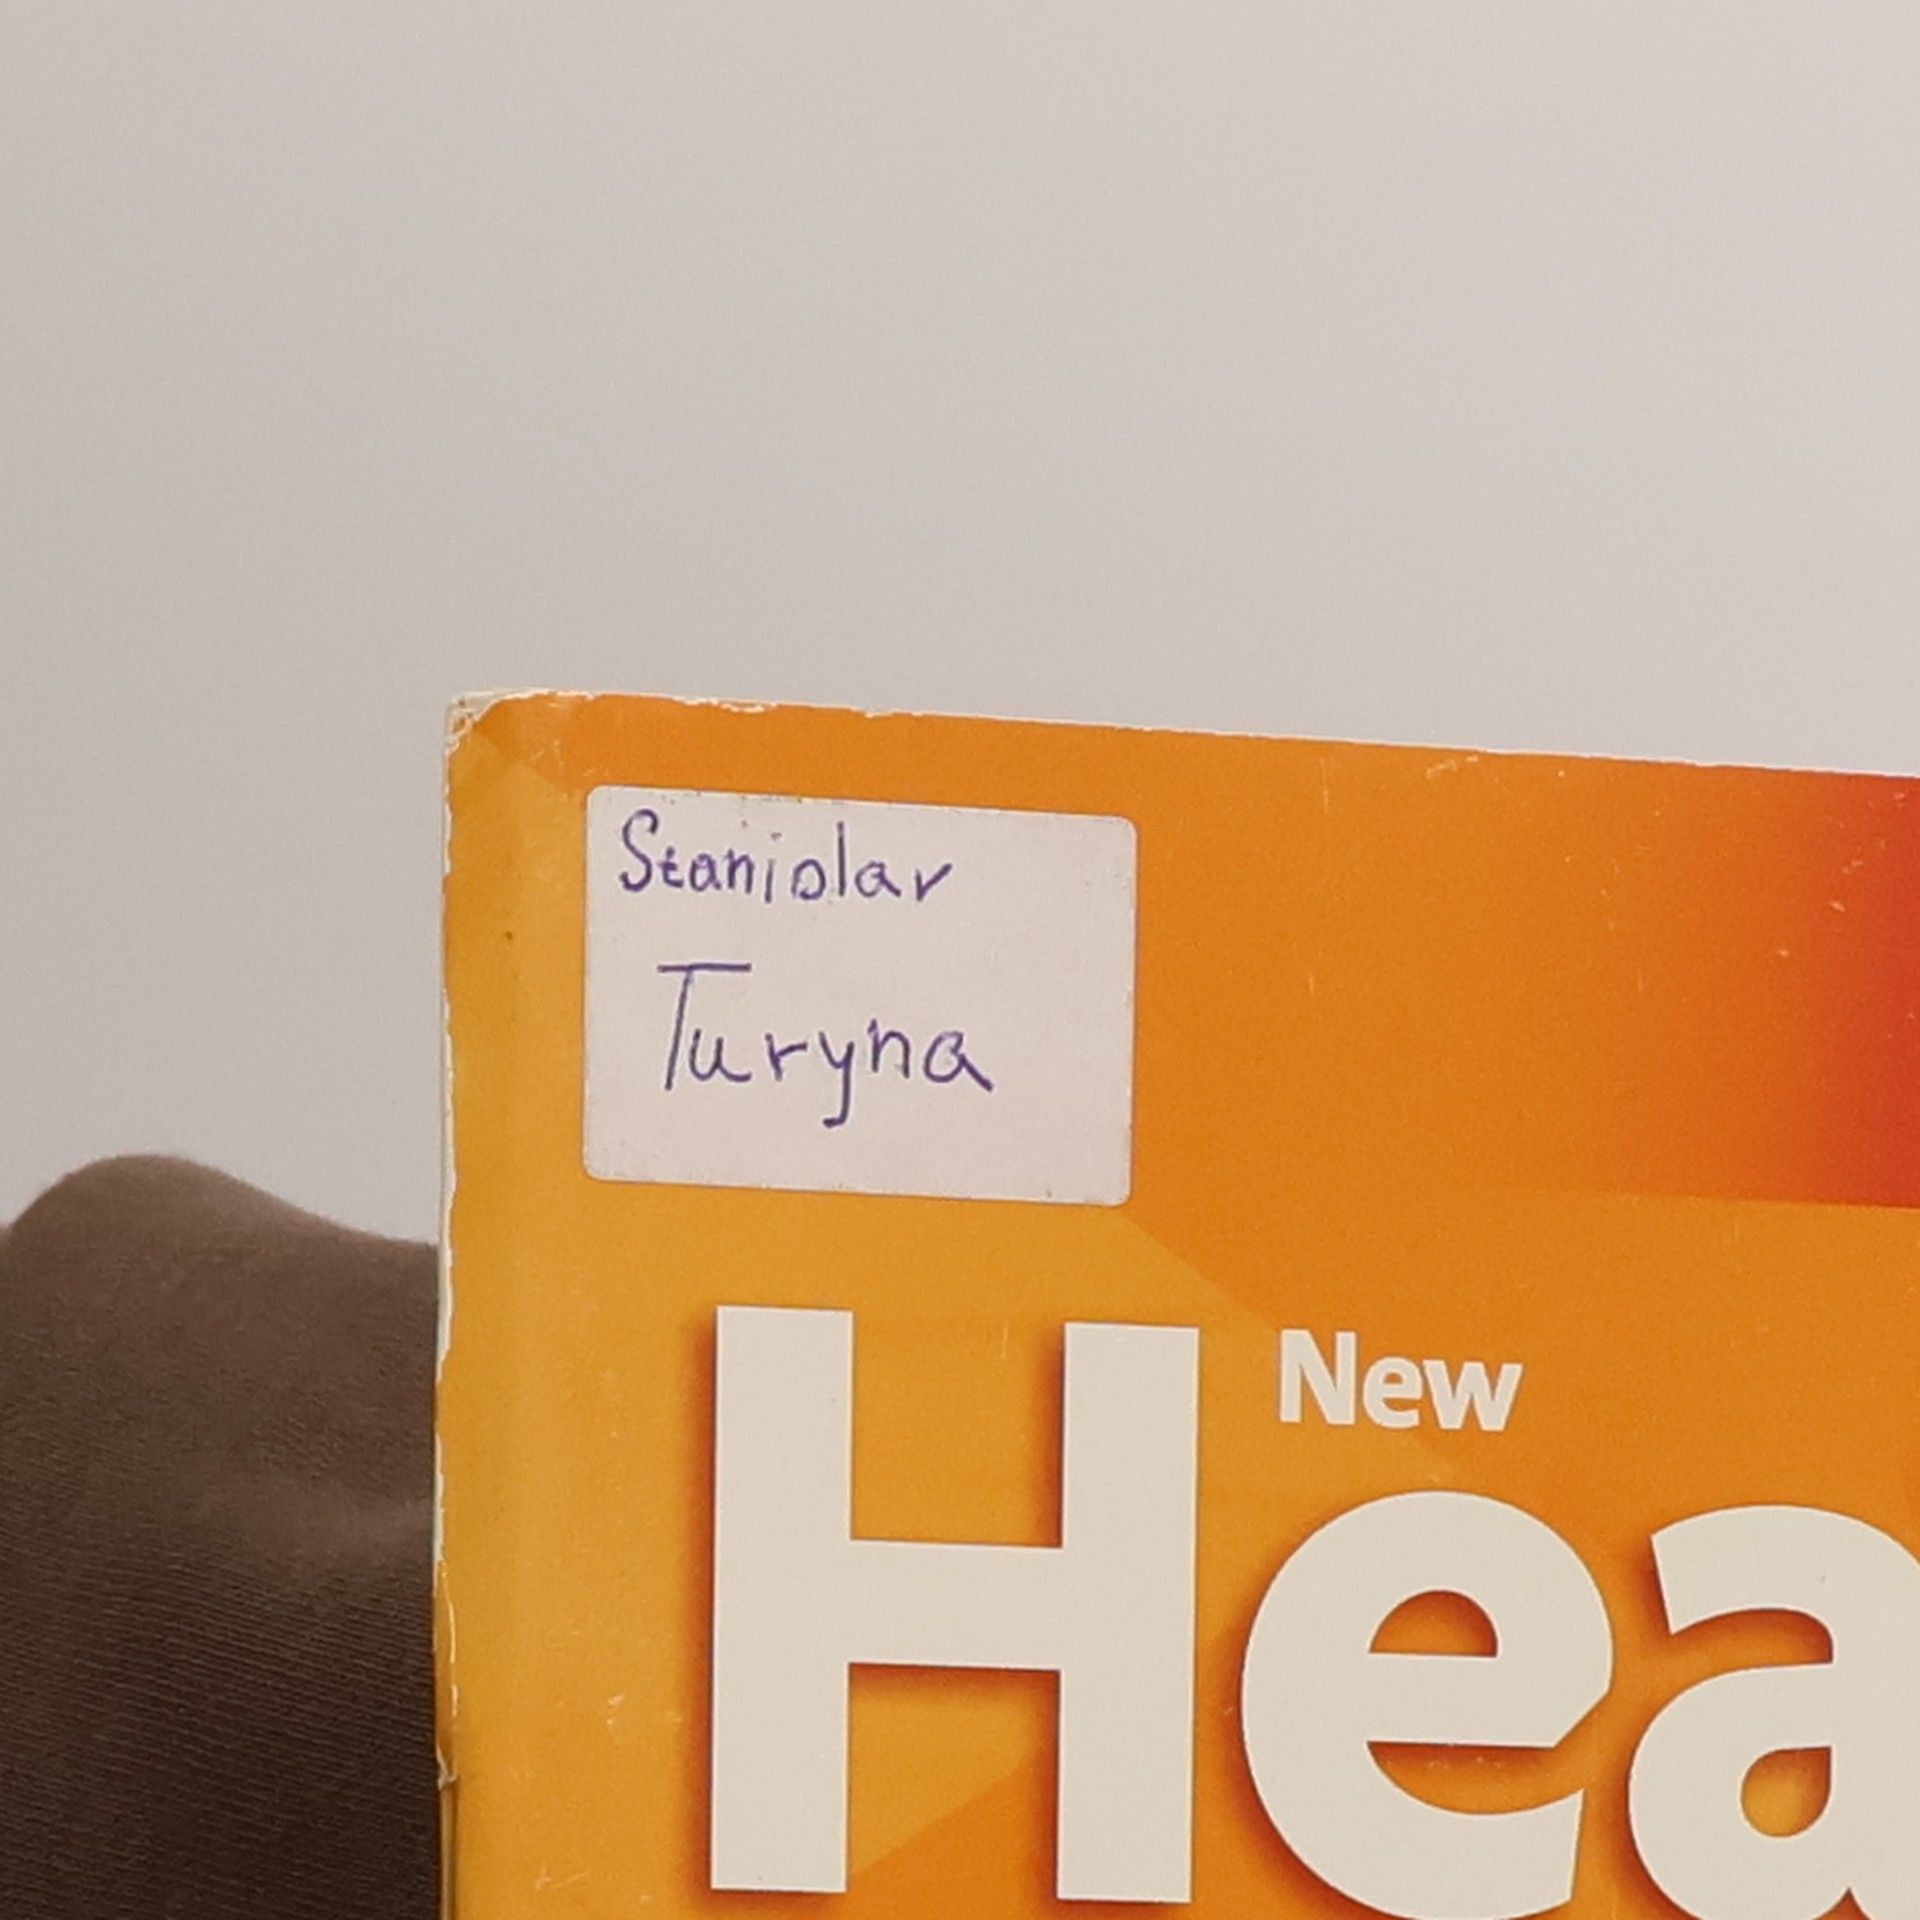 Stanislav
Turyna
New
Hea